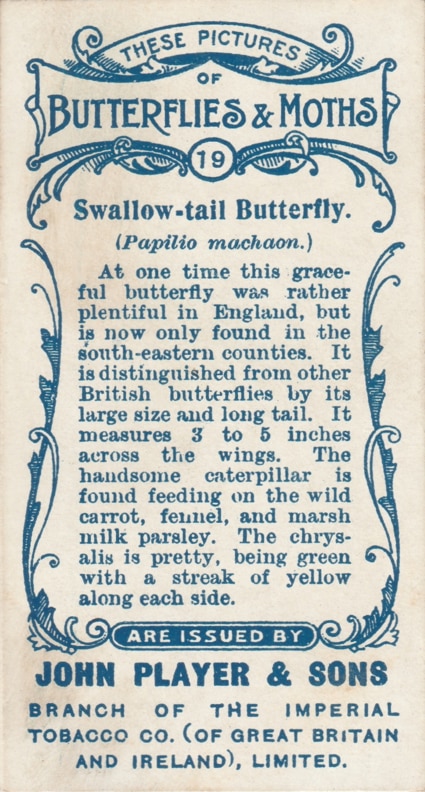 THESE PICTURES
OF
BUTTERFLIES & MOTHS
19
Swallow-tail Butterfly.
(Papilio machaon.)
At one time this grace-
ful butterfly was rather
plentiful in England, but
is now only found in the
south-eastern counties. It
is distinguished from other
British butterflies by its
large size and long tail. It
measures 3 to 5 inches
across the wings. The
handsome caterpillar is
found feeding on the wild
carrot, fennel, and marsh
milk parsley. The chrys-
alis is pretty, being green
with a streak of yellow
along each side.
ARE ISSUED BY
JOHN PLAYER & SONS
BRANCH OF THE IMPERIAL
TOBACCO CO. (OF GREAT BRITAIN
AND IRELAND), LIMITED.